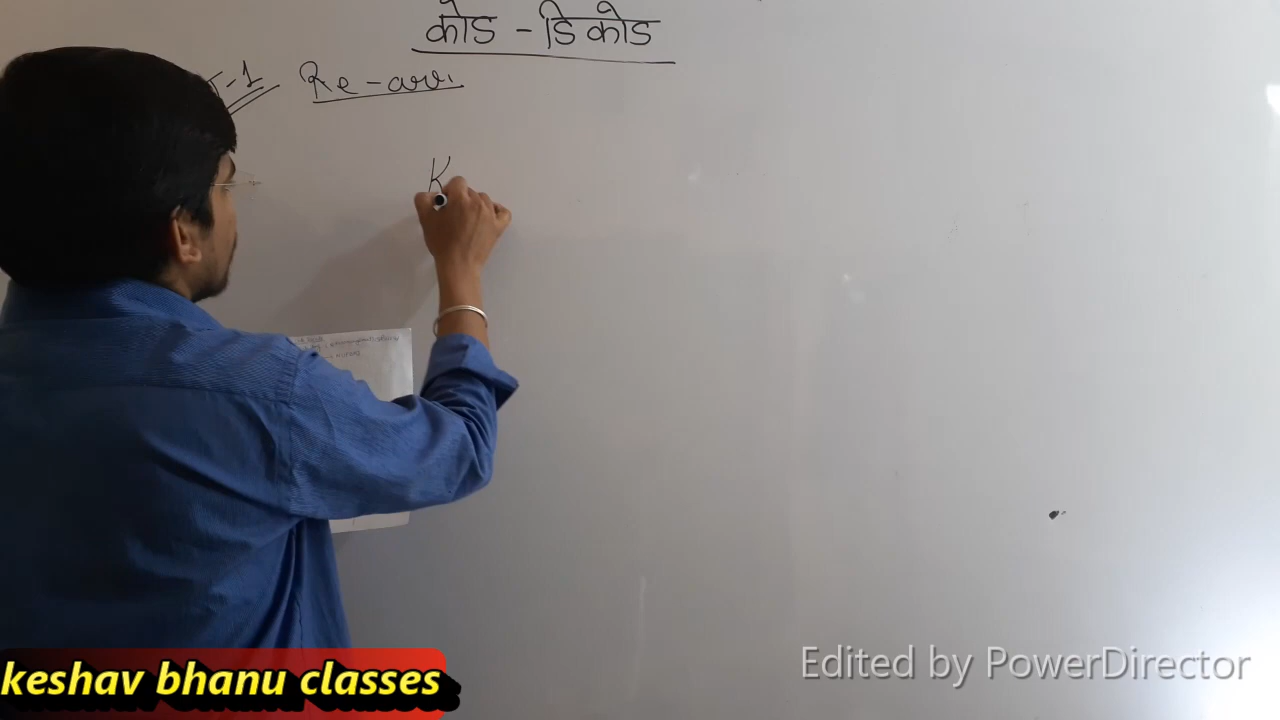 कोड - डिकोड
-1 Re-arr.
K
keshav bhanu classes
Edited by PowerDirector